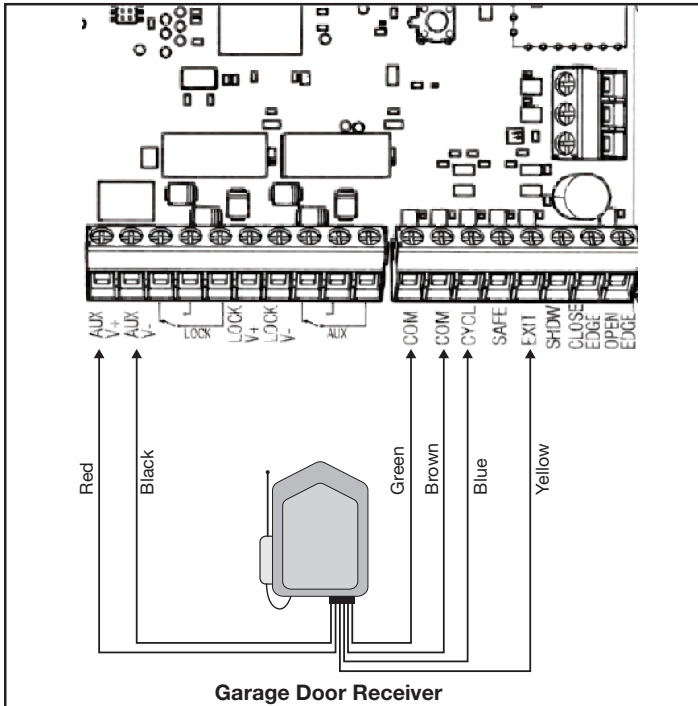 AUX V+
AUX V-
LOCK
LOCK V+
LOCK V-
AUX
COM
COM
CYCL
SAFE
EXIT
SHDW
CLOSE EDGE
OPEN EDGE
Red
Black
Green
Brown
Blue
Yellow
Garage Door Receiver